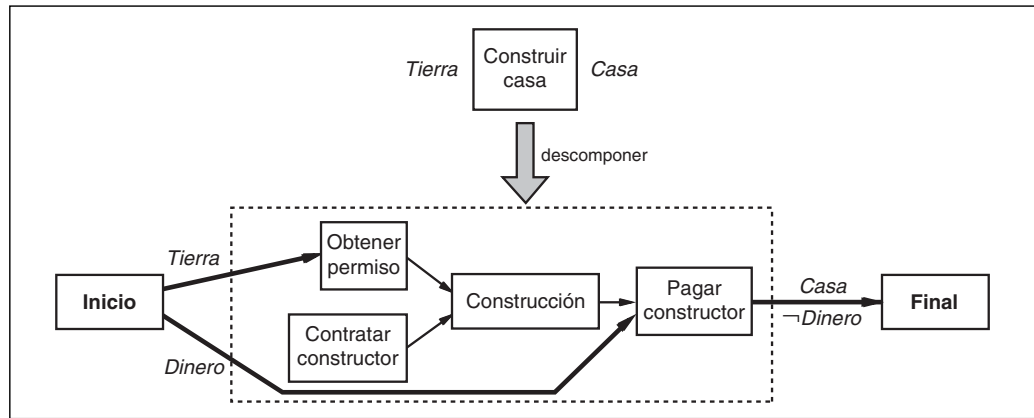 Construir
casa
Tierra
Casa
descomponer
Obtener
permiso
Tierra
Inicio
Construcción
Pagar
constructor
Casa
¬Dinero
Final
Contratar
constructor
Dinero